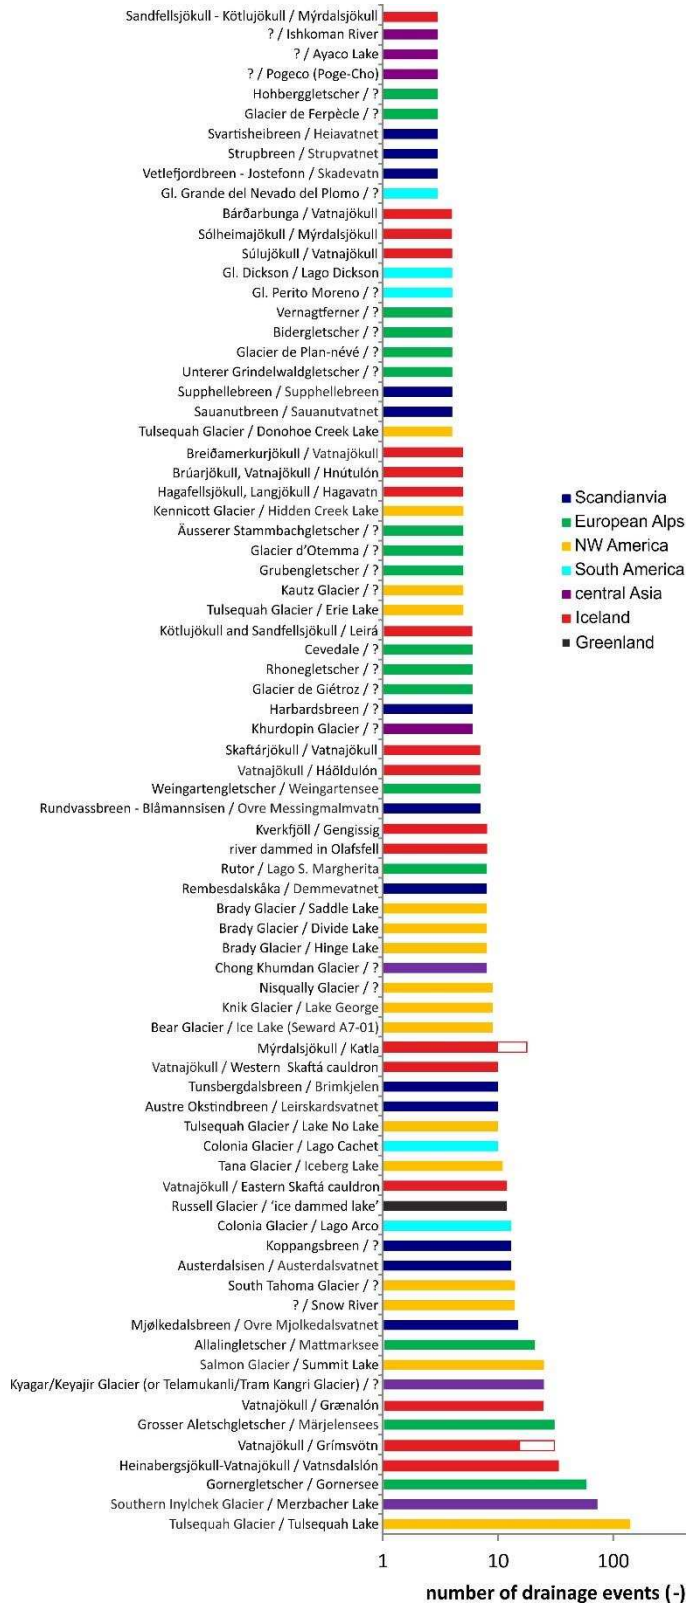 Sandfellsjökull - Kötlujökull / Mýrdalsjökull
? / Ishkoman River
? / Ayaco Lake
? / Pogeco (Poge-Cho)
Hohberggletscher / ?
Glacier de Ferpècle / ?
Svartisheibreen / Heiavatnet
Strupbreen / Strupvatnet
Vetlefjordbreen - Jostefonn / Skadevatn
Gl. Grande del Nevado del Plomo / ?
Bárðarbunga / Vatnajökull
Sólheimajökull / Mýrdalsjökull
Súlujökull / Vatnajökull
Gl. Dickson / Lago Dickson
Gl. Perito Moreno / ?
Vernagtferner / ?
Bidergletscher / ?
Glacier de Plan-névé / ?
Unterer Grindelwaldgletscher / ?
Supphellebreen / Supphellebreen
Sauanutbreen / Sauanutvatnet
Tulsequah Glacier / Donohoe Creek Lake
Breiðamerkurjökull / Vatnajökull
Brúarjökull, Vatnajökull / Hnútulón
Hagafellsjökull, Langjökull / Hagavatn
Kennicott Glacier / Hidden Creek Lake
Äusserer Stammbachgletscher / ?
Glacier d'Otemma / ?
Grubengletscher / ?
Kautz Glacier / ?
Tulsequah Glacier / Erie Lake
Kötlujökull and Sandfellsjökull / Leirá
Cevedale / ?
Rhonegletscher / ?
Glacier de Giétroz / ?
Harbardsbreen / ?
Khurdopin Glacier / ?
Skaftárjökull / Vatnajökull
Vatnajökull / Háöldulón
Weingartengletscher / Weingartensee
Rundvassbreen - Blåmannsisen / Ovre Messingmalmvatn
Kverkfjöll / Gengissig
river dammed in Olafsfell
Rutor / Lago S. Margherita
Rembesdalskåka / Demmevatnet
Brady Glacier / Saddle Lake
Brady Glacier / Divide Lake
Brady Glacier / Hinge Lake
Chong Khumdan Glacier / ?
Nisqually Glacier / ?
Knik Glacier / Lake George
Bear Glacier / Ice Lake (Seward A7-01)
Mýrdalsjökull / Katla
Vatnajökull / Western Skaftá cauldron
Tunsbergdalsbreen / Brimkjelen
Austre Okstindbreen / Leirskardsvatnet
Tulsequah Glacier / Lake No Lake
Colonia Glacier / Lago Cachet
Tana Glacier / Iceberg Lake
Vatnajökull / Eastern Skaftá cauldron
Russell Glacier / 'ice dammed lake'
Colonia Glacier / Lago Arco
Koppangsbreen / ?
Austerdalsisen / Austerdalsvatnet
South Tahoma Glacier / ?
? / Snow River
Mjølkedalsbreen / Ovre Mjolkedalsvatnet
Allalingletscher / Mattmarksee
Salmon Glacier / Summit Lake
Kyagar/Keyajir Glacier (or Telamukanli/Tram Kangri Glacier) / ?
Vatnajökull / Grænalón
Grosser Aletschgletscher / Märjelensees
Vatnajökull / Grímsvötn
Heinabergsjökull-Vatnajökull / Vatnsdalslón
Gornergletscher / Gornersee
Southern Inylchek Glacier / Merzbacher Lake
Tulsequah Glacier / Tulsequah Lake
Scandianvia
European Alps
NW America
South America
central Asia
Iceland
Greenland
1 10 100
number of drainage events (-)